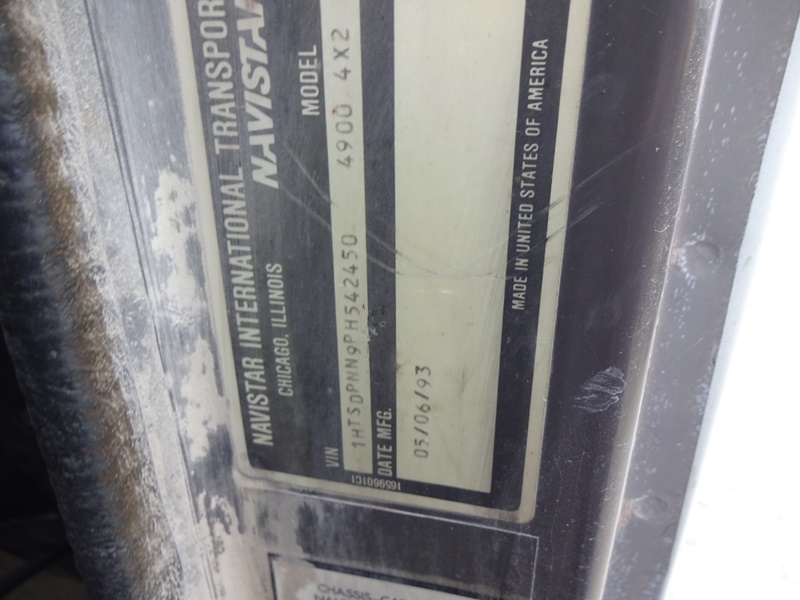 NAVISTAR INTERNATIONAL TRANSPOR
CHICAGO, ILLINOIS NAVISTAR
VIN MODEL
1HTSDPNN9PH542450 4900 4X2
DATE MFG.
05/06/93
MADE IN UNITED STATES OF AMERICA
1659601C1
CHASSIS